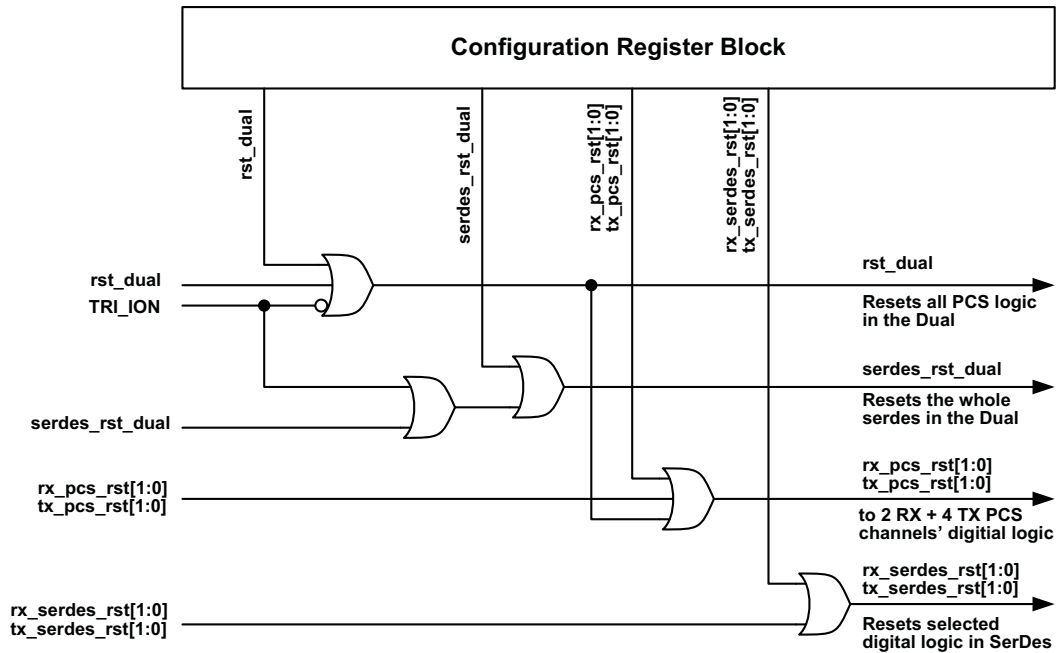 Configuration Register Block
rst_dual
serdes_rst_dual
rx_pcs_rst[1:0]
tx_pcs_rst[1:0]
rx_serdes_rst[1:0]
tx_serdes_rst[1:0]
rst_dual
TRI_ION
rst_dual
Resets all PCS logic
in the Dual
serdes_rst_dual
serdes_rst_dual
Resets the whole
serdes in the Dual
rx_pcs_rst[1:0]
tx_pcs_rst[1:0]
rx_pcs_rst[1:0]
tx_pcs_rst[1:0]
to 2 RX + 4 TX PCS
channels’ digitial logic
rx_serdes_rst[1:0]
tx_serdes_rst[1:0]
rx_serdes_rst[1:0]
tx_serdes_rst[1:0]
Resets selected
digital logic in SerDes